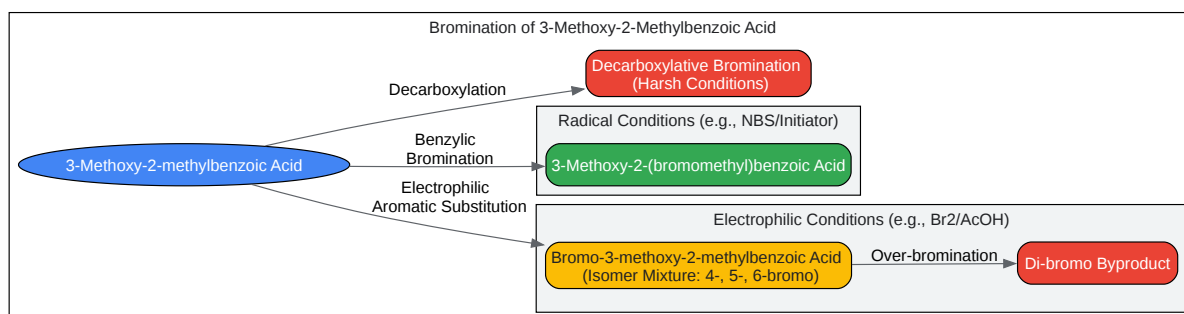 Bromination of 3-Methoxy-2-Methylbenzoic Acid
Decarboxylative Bromination
(Harsh Conditions)
Decarboxylation
Radical Conditions (e.g., NBS/Initiator)
Benzylic
Bromination
3-Methoxy-2-methylbenzoic Acid
3-Methoxy-2-(bromomethyl)benzoic Acid
Electrophilic
Aromatic Substitution
Electrophilic Conditions (e.g., Br2/AcOH)
Bromo-3-methoxy-2-methylbenzoic Acid
(Isomer Mixture: 4-, 5-, 6-bromo)
Over-bromination
Di-bromo Byproduct